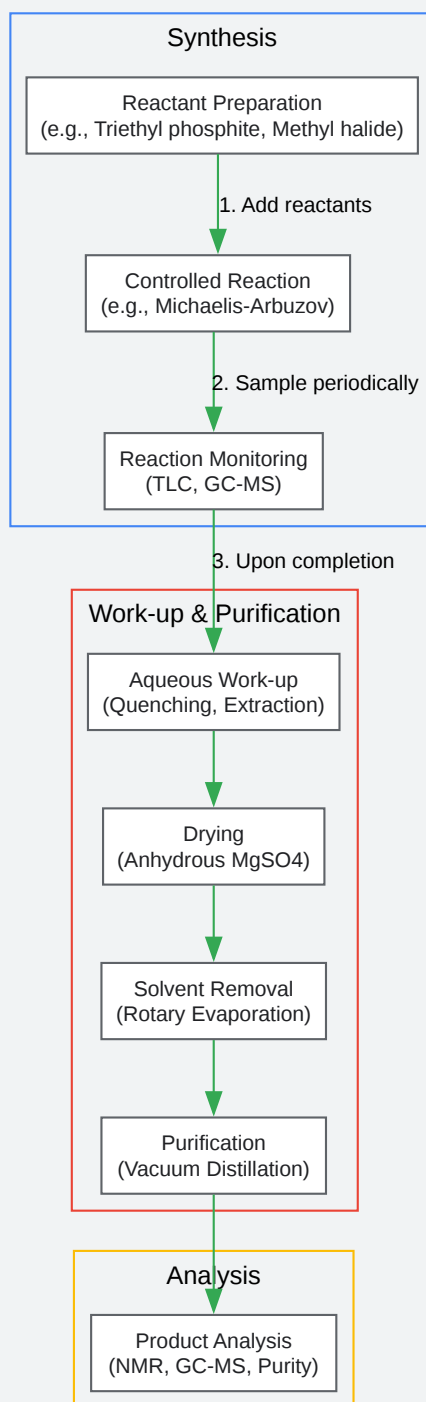 Synthesis
Reactant Preparation
(e.g., Triethyl phosphite, Methyl halide)
1. Add reactants
Controlled Reaction
(e.g., Michaelis-Arbuzov)
2. Sample periodically
Reaction Monitoring
(TLC, GC-MS)
3. Upon completion
Work-up & Purification
Aqueous Work-up
(Quenching, Extraction)
Drying
(Anhydrous MgSO4)
Solvent Removal
(Rotary Evaporation)
Purification
(Vacuum Distillation)
Analysis
Product Analysis
(NMR, GC-MS, Purity)